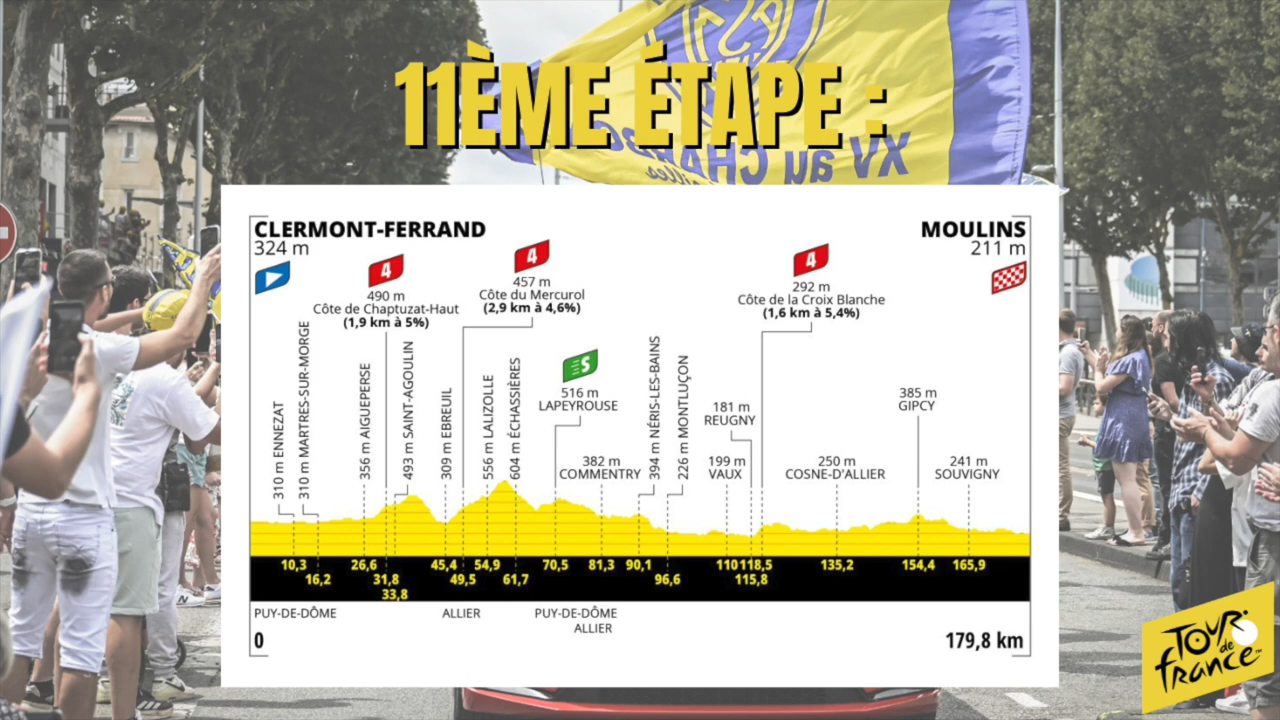 11ÈME ÉTAPE :
XV au CHARDON
CLERMONT-FERRAND
324 m
MOULINS
211 m
4
490 m
Côte de Chaptuzat-Haut
(1,9 km à 5%)
4
457 m
Côte du Mercurol
(2,9 km à 4,6%)
4
292 m
Côte de la Croix Blanche
(1,6 km à 5,4%)
310 m ENNEZAT
310 m MARTRES-SUR-MORGE
356 m AIGUEPERSE
493 m SAINT-AGOULIN
309 m EBREUIL
556 m LALIZOLLE
604 m ÉCHASSIÈRES
S
516 m
LAPEYROUSE
382 m
COMMENTRY
394 m NÉRIS-LES-BAINS
226 m MONTLUÇON
199 m
VAUX
181 m
REUGNY
250 m
COSNE-D'ALLIER
385 m
GIPCY
241 m
SOUVIGNY
10,3
16,2
26,6
31,8
33,8
45,4
49,5
54,9
61,7
70,5
81,3
90,1
96,6
110
115,8
118,5
135,2
154,4
165,9
PUY-DE-DÔME
ALLIER
PUY-DE-DÔME
ALLIER
0
179,8 km
TOUR
de
france